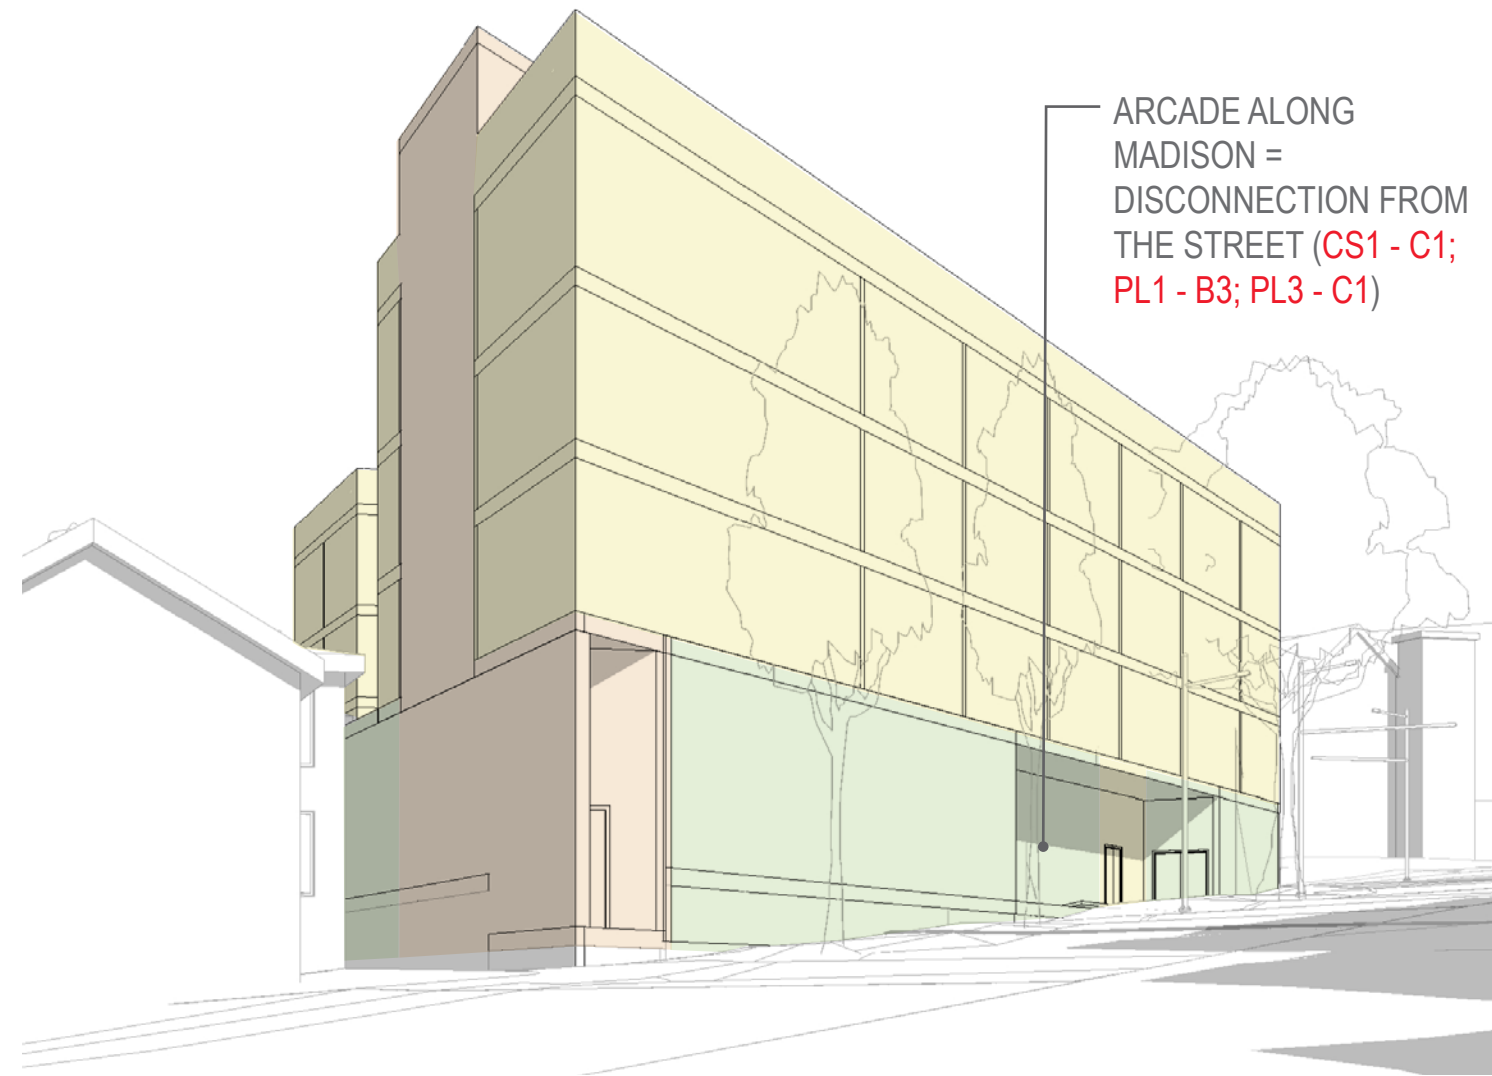 ARCADE ALONG
MADISON =
DISCONNECTION FROM
THE STREET (CS1 - C1;
PL1 - B3; PL3 - C1)